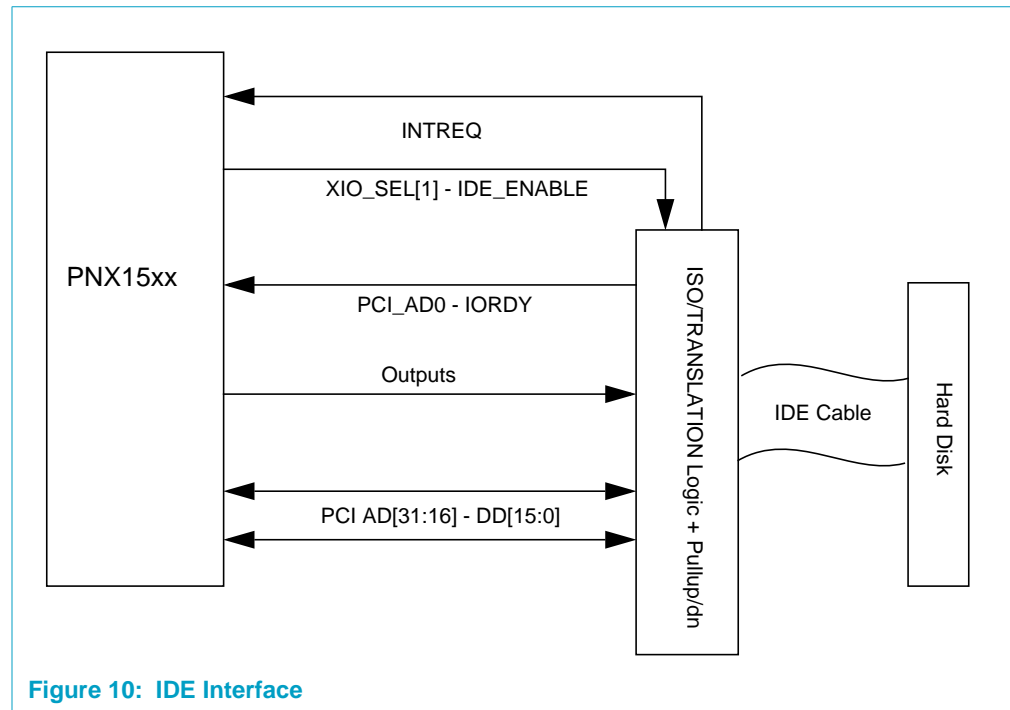 INTREQ
XIO_SEL[1] - IDE_ENABLE
PNX15xx
PCI_AD0 - IORDY
Outputs
PCI AD[31:16] - DD[15:0]
ISO/TRANSLATION Logic + Pullup/dn
IDE Cable
Hard Disk
Figure 10: IDE Interface